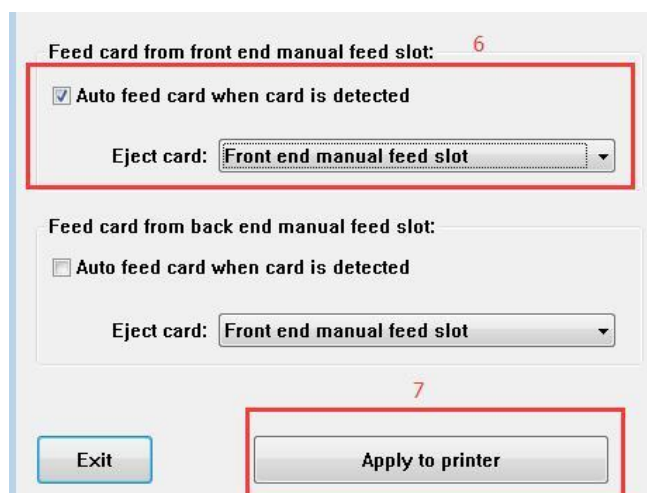 Feed card from front end manual feed slot: 6
Auto feed card when card is detected
Eject card: Front end manual feed slot
Feed card from back end manual feed slot:
Auto feed card when card is detected
Eject card: Front end manual feed slot
7
Exit Apply to printer